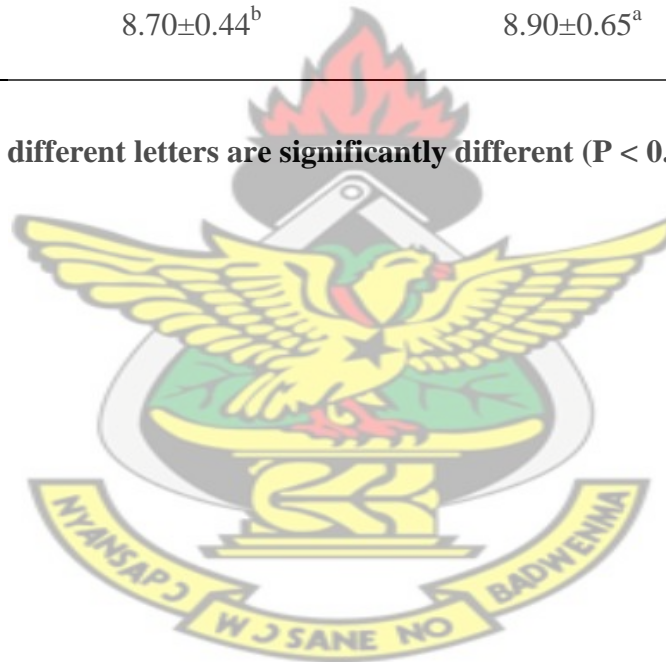 8.70±0.44ᵇ 8.90±0.65ᵃ
different letters are significantly different (P < 0.
NYANSAPƆ WƆSANE NO BADWENMA